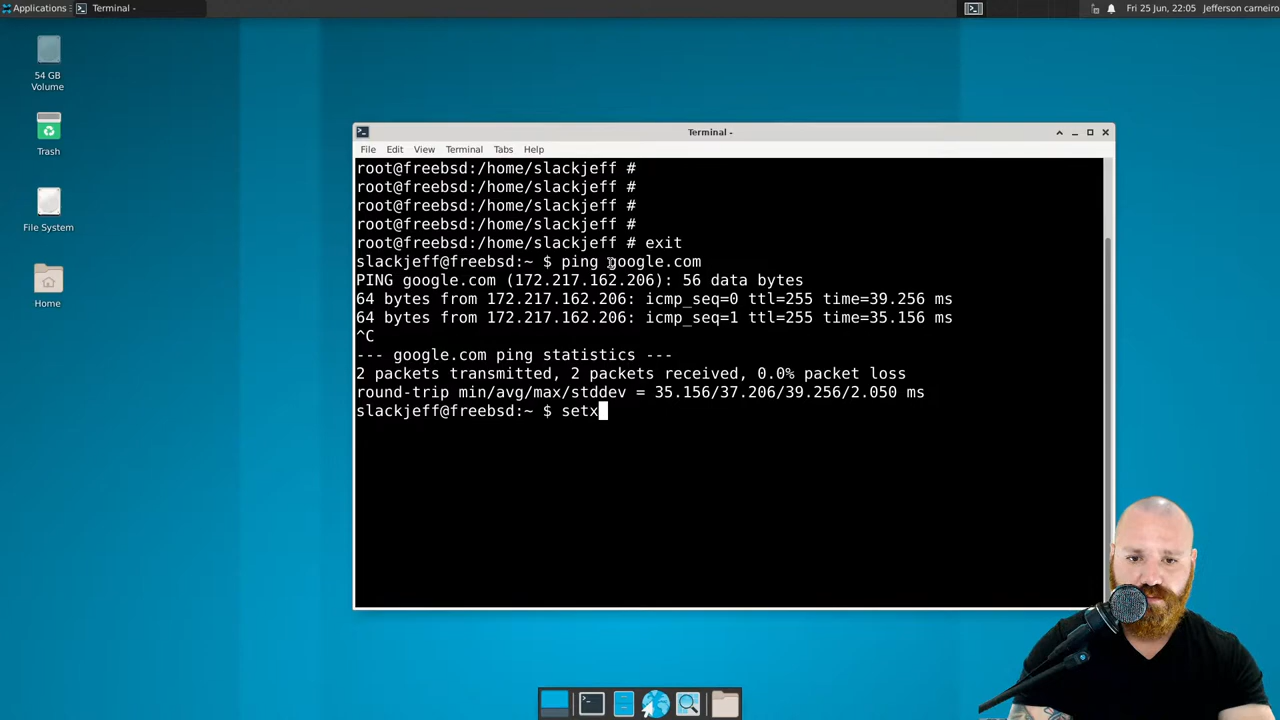 Applications
Terminal -
Fri 25 Jun, 22:05
Jefferson carneiro
54 GB
Volume
Trash
File System
Home
Terminal -
File Edit View Terminal Tabs Help
root@freebsd:/home/slackjeff #
root@freebsd:/home/slackjeff #
root@freebsd:/home/slackjeff #
root@freebsd:/home/slackjeff #
root@freebsd:/home/slackjeff # exit
slackjeff@freebsd:~ $ ping google.com
PING google.com (172.217.162.206): 56 data bytes
64 bytes from 172.217.162.206: icmp_seq=0 ttl=255 time=39.256 ms
64 bytes from 172.217.162.206: icmp_seq=1 ttl=255 time=35.156 ms
^C
--- google.com ping statistics ---
2 packets transmitted, 2 packets received, 0.0% packet loss
round-trip min/avg/max/stddev = 35.156/37.206/39.256/2.050 ms
slackjeff@freebsd:~ $ setx